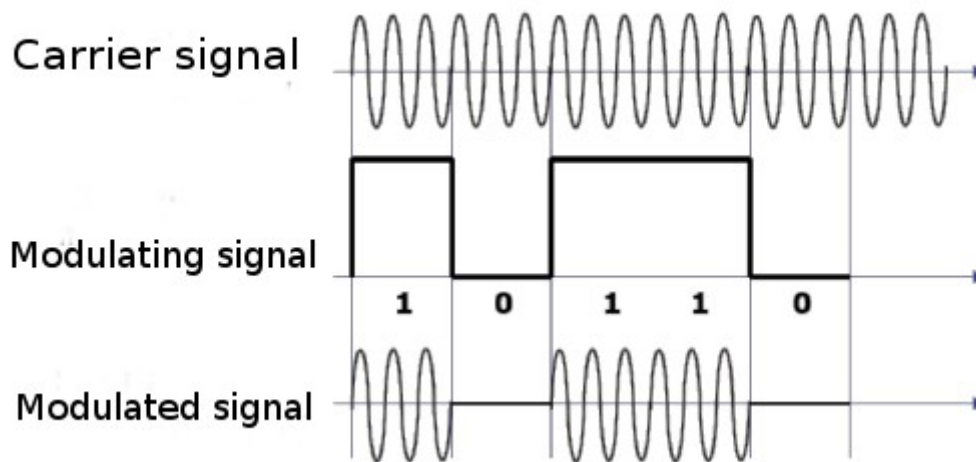 Carrier signal
Modulating signal
1 0 1 1 0
Modulated signal